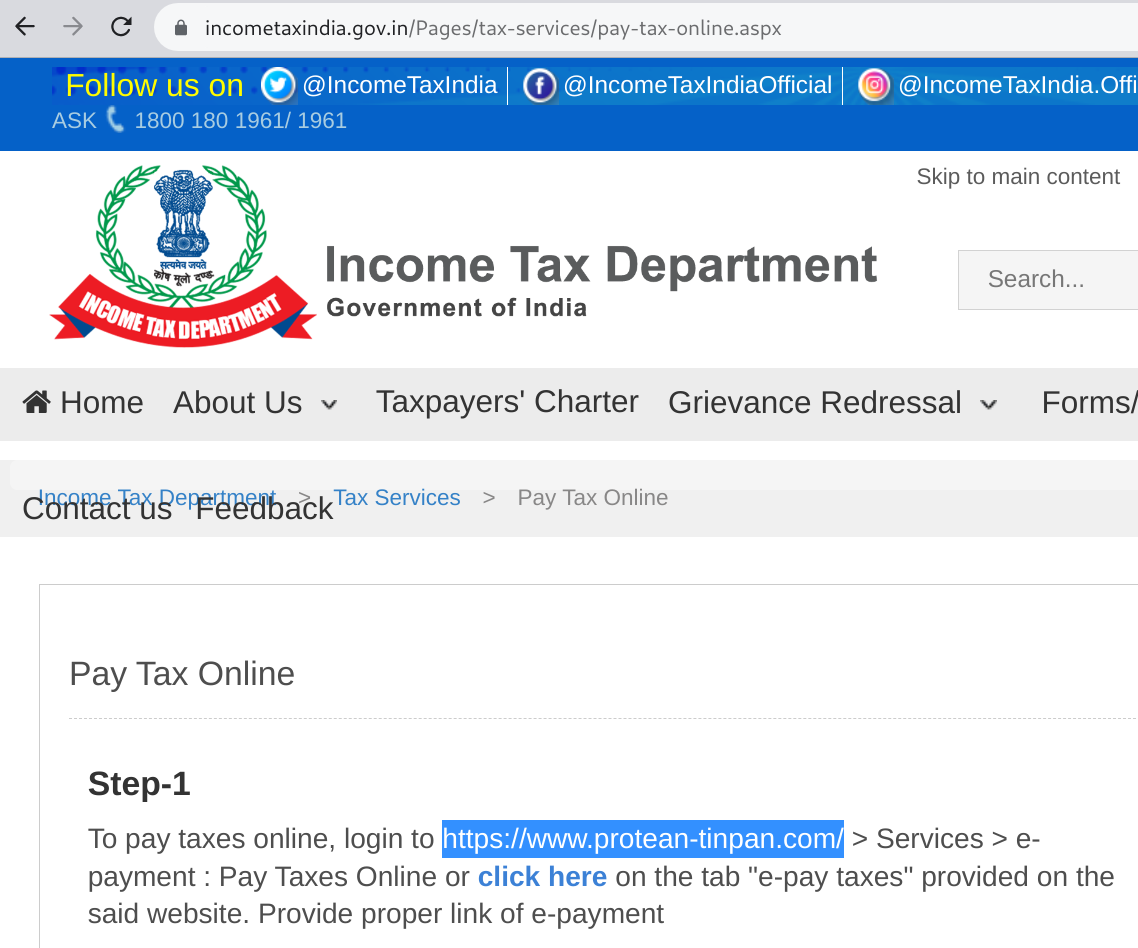 incometaxindia.gov.in/Pages/tax-services/pay-tax-online.aspx
Follow us on @IncomeTaxIndia @IncomeTaxIndiaOfficial @IncomeTaxIndia.Offi
ASK 1800 180 1961/ 1961
Skip to main content
सत्यमेव जयते
कोष मूलो दण्डः
INCOME TAX DEPARTMENT
Income Tax Department
Government of India
Search...
Home About Us Taxpayers' Charter Grievance Redressal Forms/
Income Tax Department > Tax Services > Pay Tax Online
Contact us Feedback
Pay Tax Online
Step-1
To pay taxes online, login to https://www.protean-tinpan.com/ > Services > e-
payment : Pay Taxes Online or click here on the tab "e-pay taxes" provided on the
said website. Provide proper link of e-payment